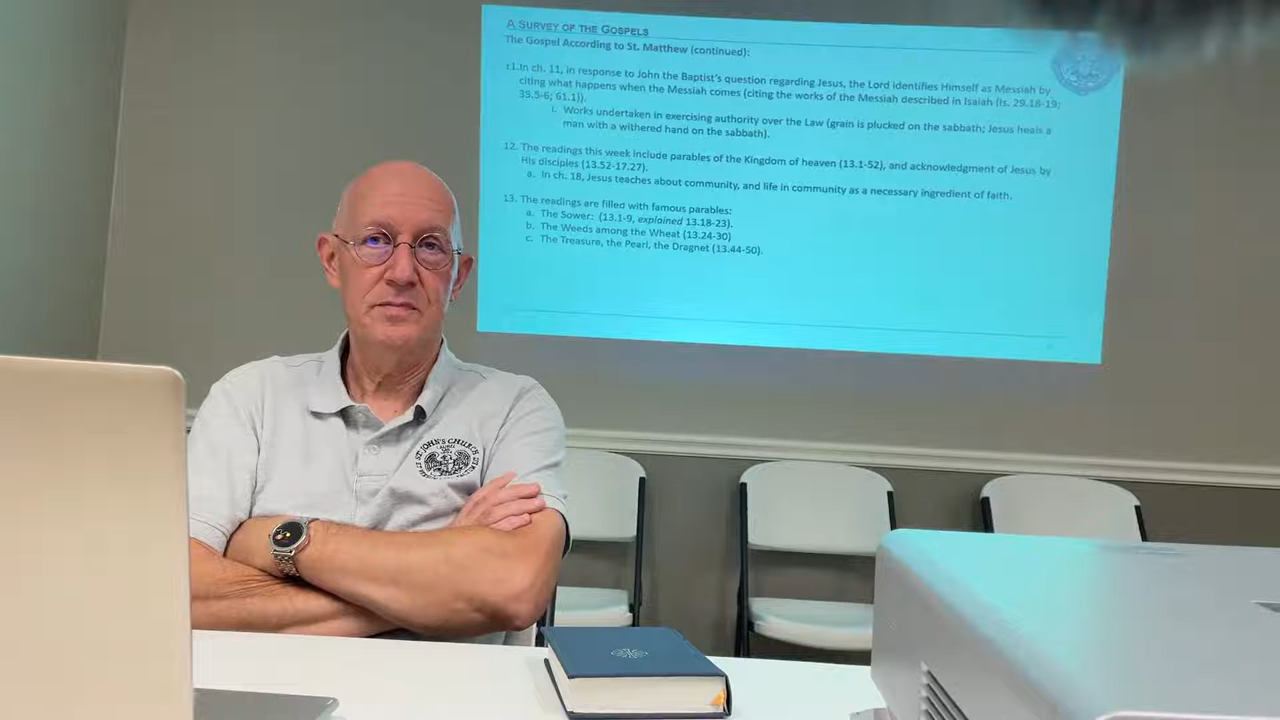 A SURVEY OF THE GOSPELS
The Gospel According to St. Matthew (continued):
11.In ch. 11, in response to John the Baptist's question regarding Jesus, the Lord identifies Himself as Messiah by
citing what happens when the Messiah comes (citing the works of the Messiah described in Isaiah (Is. 29.18-19;
35.5-6; 61.1)).
i. Works undertaken in exercising authority over the Law (grain is plucked on the sabbath; Jesus heals a
man with a withered hand on the sabbath).
12. The readings this week include parables of the Kingdom of heaven (13.1-52), and acknowledgment of Jesus by
His disciples (13.52-17.27).
a. In ch. 18, Jesus teaches about community, and life in community as a necessary ingredient of faith.
13. The readings are filled with famous parables:
a. The Sower: (13.1-9, explained 13.18-23).
b. The Weeds among the Wheat (13.24-30)
c. The Treasure, the Pearl, the Dragnet (13.44-50).
ST JOHN'S CHURCH